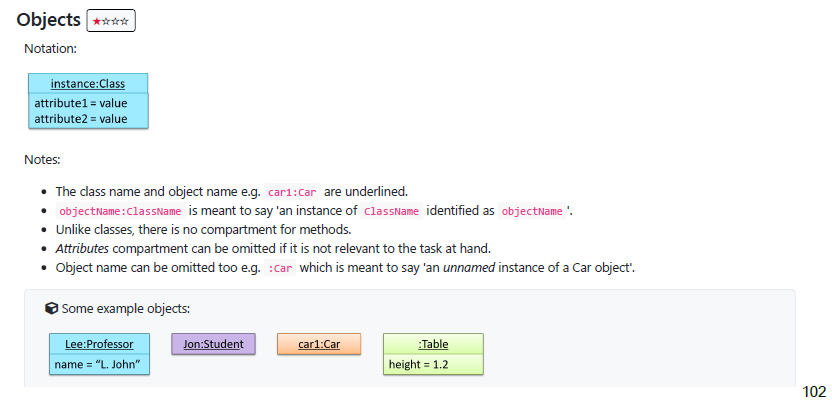 Objects ★☆☆☆
Notation:
instance:Class
attribute1 = value
attribute2 = value
Notes:
The class name and object name e.g. car1:Car are underlined.
objectName:ClassName is meant to say 'an instance of ClassName identified as objectName '.
Unlike classes, there is no compartment for methods.
Attributes compartment can be omitted if it is not relevant to the task at hand.
Object name can be omitted too e.g. :Car which is meant to say 'an unnamed instance of a Car object'.
Some example objects:
Lee:Professor
name = “L. John”
Jon:Student
car1:Car
:Table
height = 1.2
102